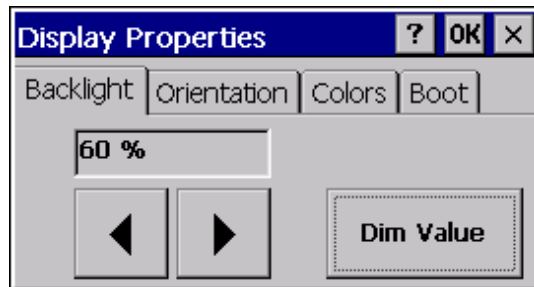 Display Properties ? OK ×
Backlight Orientation Colors Boot
60 %
Dim Value